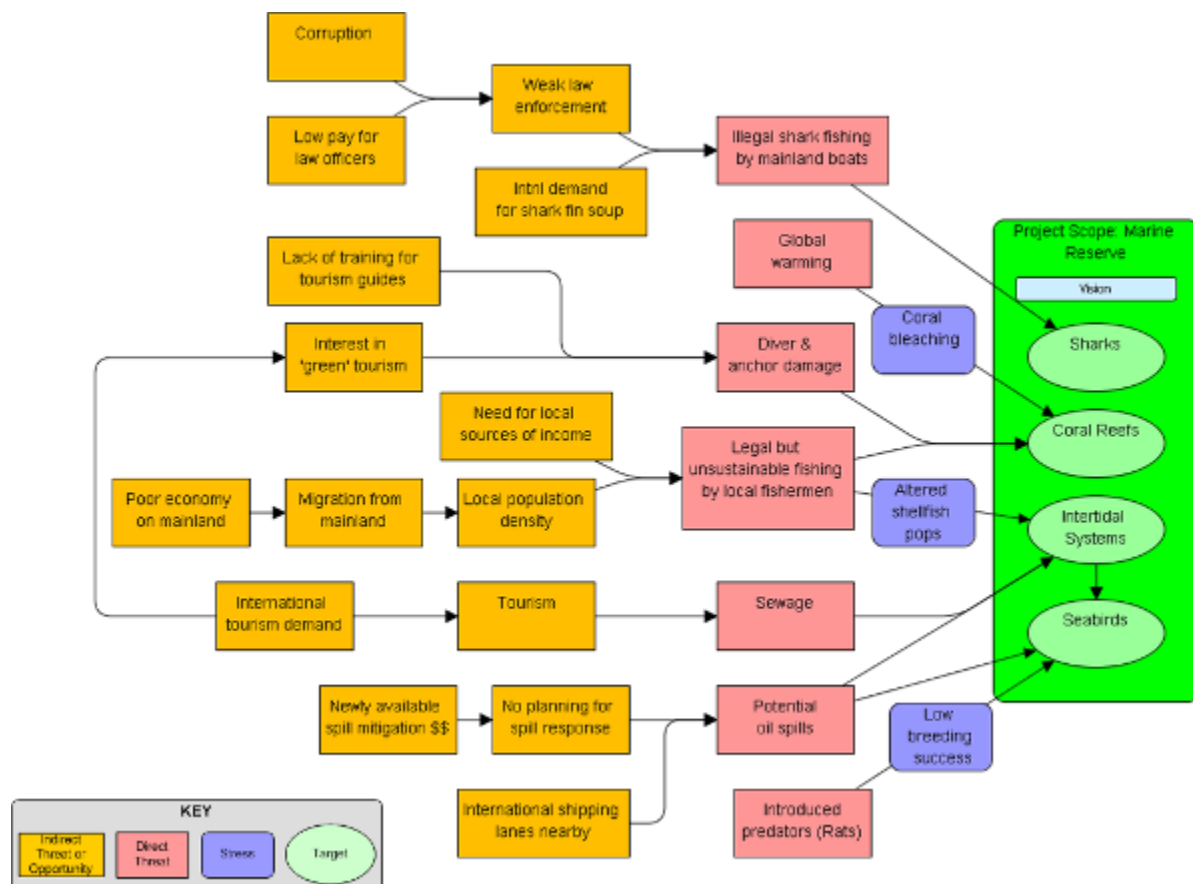 Corruption
Weak law
enforcement
Low pay for
law officers
Illegal shark fishing
by mainland boats
Intnl demand
for shark fin soup
Global
warming
Project Scope: Marine
Reserve
Lack of training for
tourism guides
Vision
Coral
bleaching
Interest in
'green' tourism
Diver &
anchor damage
Sharks
Need for local
sources of income
Coral Reefs
Legal but
unsustainable fishing
by local fishermen
Poor economy
on mainland
Migration from
mainland
Local population
density
Altered
shellfish
pops
Intertidal
Systems
International
tourism demand
Tourism
Sewage
Seabirds
Newly available
spill mitigation $$
No planning for
spill response
Potential
oil spills
Low
breeding
success
International shipping
lanes nearby
Introduced
predators (Rats)
KEY
Indirect
Threat or
Opportunity
Direct
Threat
Stress
Target